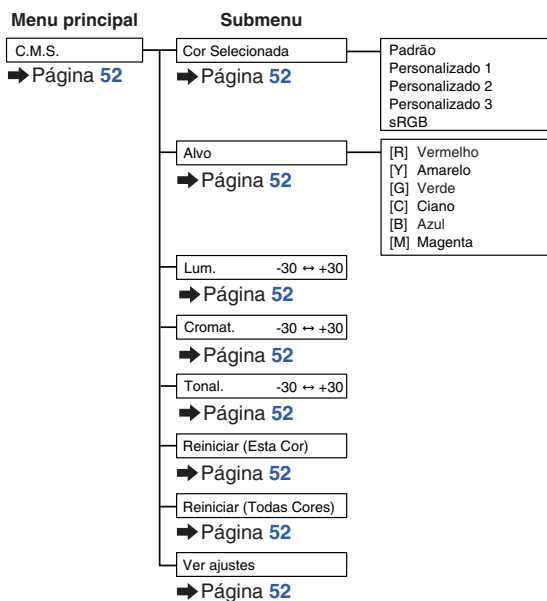 Menu principal
Submenu
C.M.S.
➡ Página 52
Cor Selecionada
➡ Página 52
Padrão
Personalizado 1
Personalizado 2
Personalizado 3
sRGB
Alvo
➡ Página 52
[R] Vermelho
[Y] Amarelo
[G] Verde
[C] Ciano
[B] Azul
[M] Magenta
Lum. -30 ↔ +30
➡ Página 52
Cromat. -30 ↔ +30
➡ Página 52
Tonal. -30 ↔ +30
➡ Página 52
Reiniciar (Esta Cor)
➡ Página 52
Reiniciar (Todas Cores)
➡ Página 52
Ver ajustes
➡ Página 52